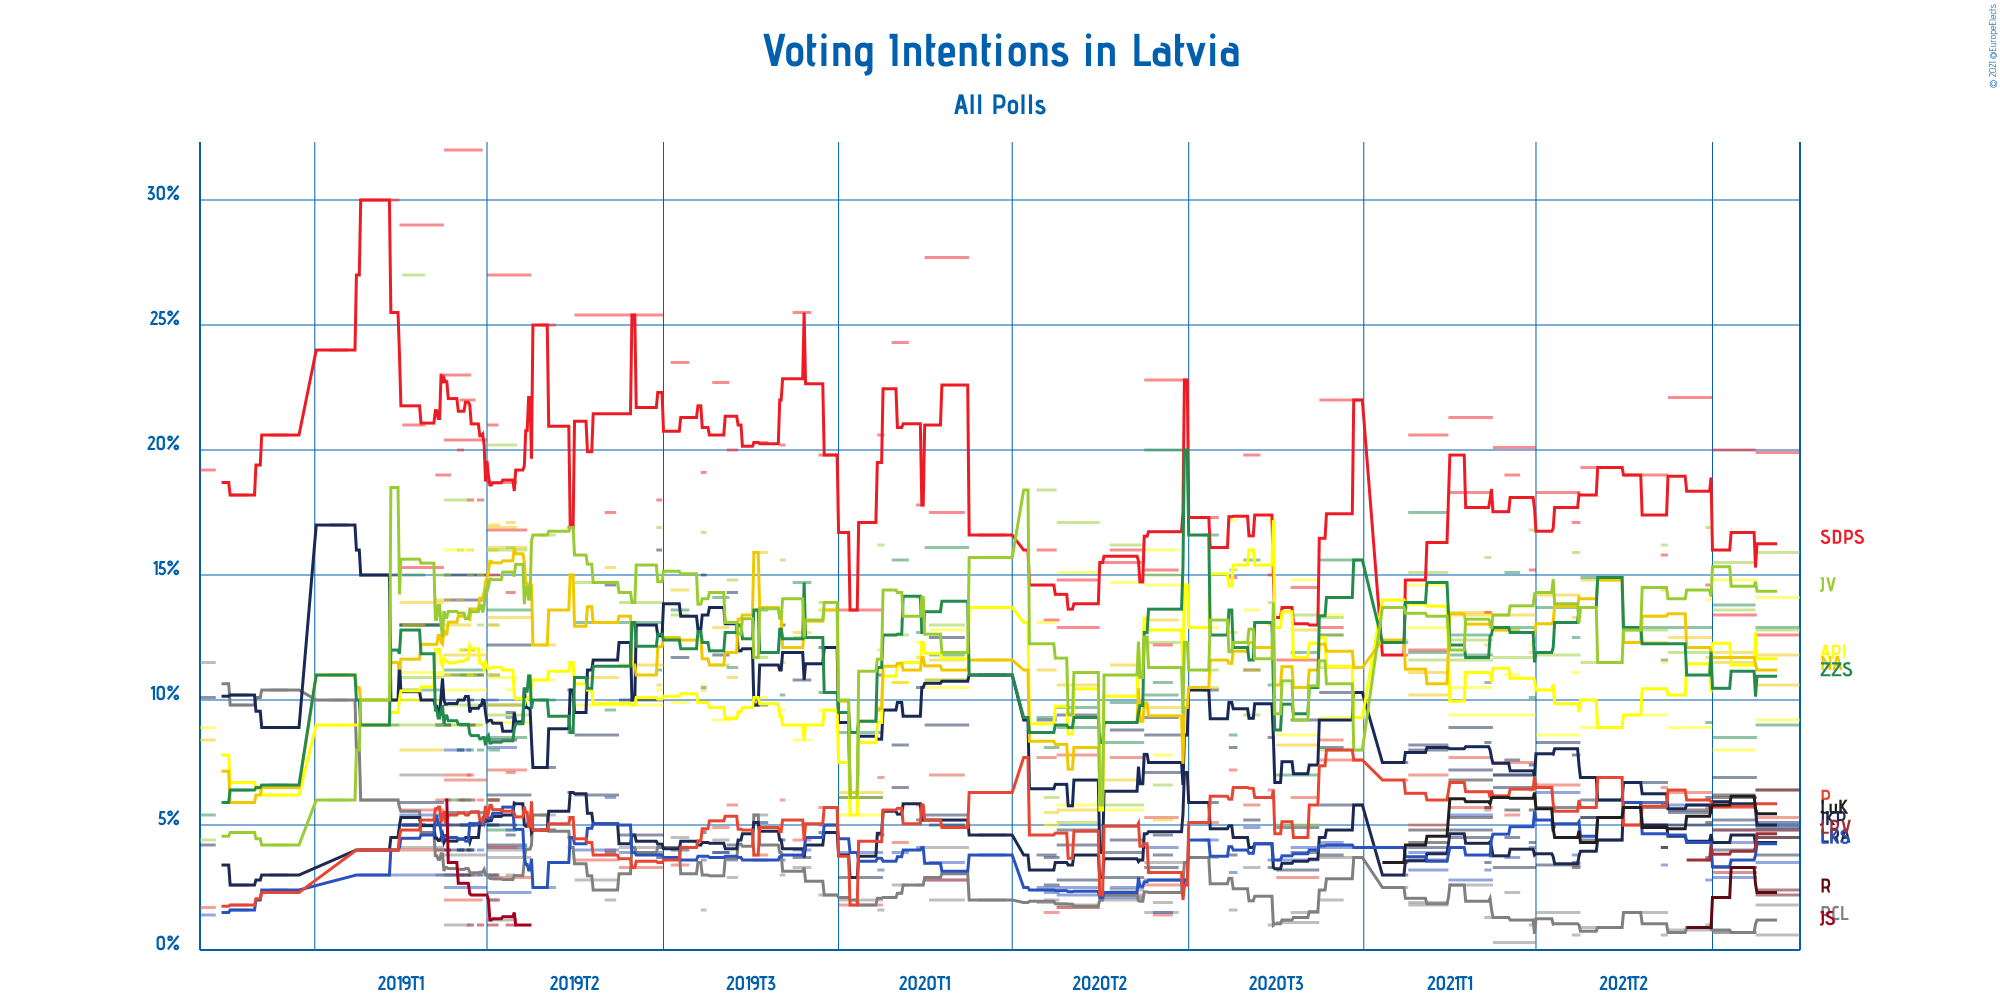 Voting Intentions in Latvia
All Polls
© 2021 @EuropeElects
30%
25%
20%
15%
10%
5%
0%
SDPS
JV
ZZS
P
LuK
R
JS
2019T1 2019T2 2019T3 2020T1 2020T2 2020T3 2021T1 2021T2